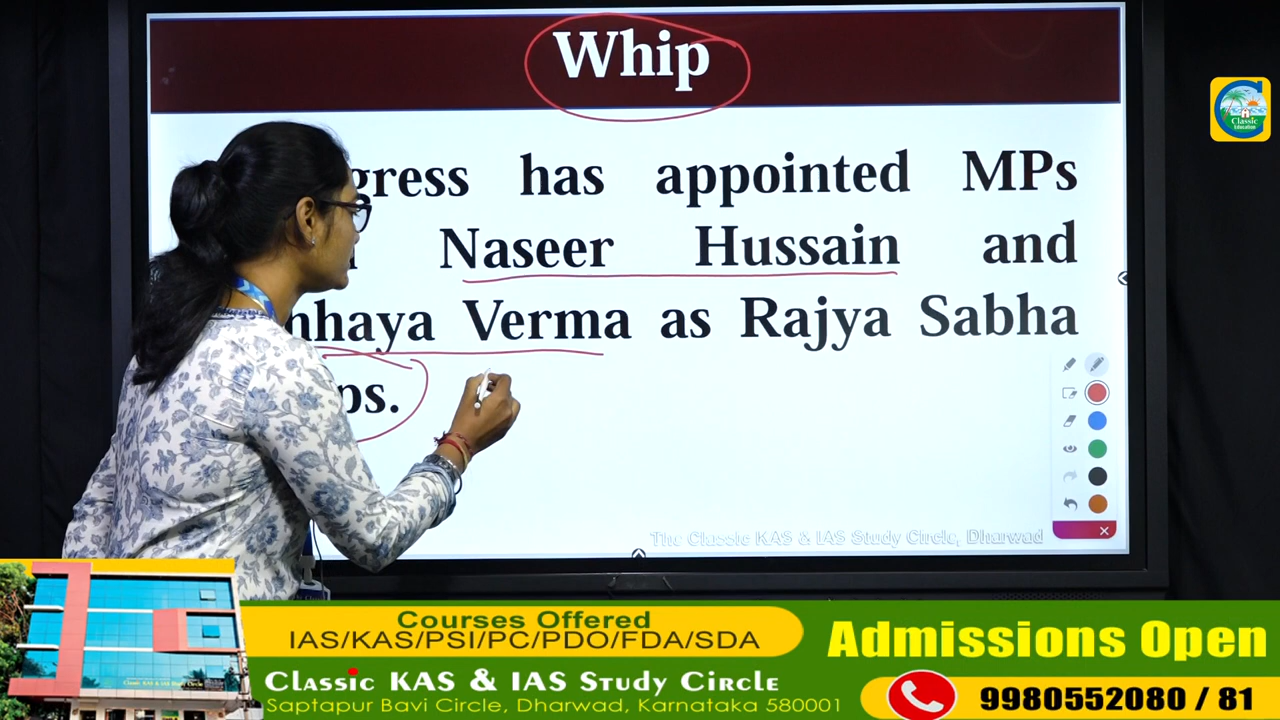 Whip
gress has appointed MPs
Naseer Hussain and
nhaya Verma as Rajya Sabha
ps.
The Classic KAS & IAS Study Circle, Dharwad
Classic
Education
Courses Offered
IAS/KAS/PSI/PC/PDO/FDA/SDA
Classic KAS & IAS Study Circle
Saptapur Bavi Circle, Dharwad, Karnataka 580001
Admissions Open
9980552080 / 81